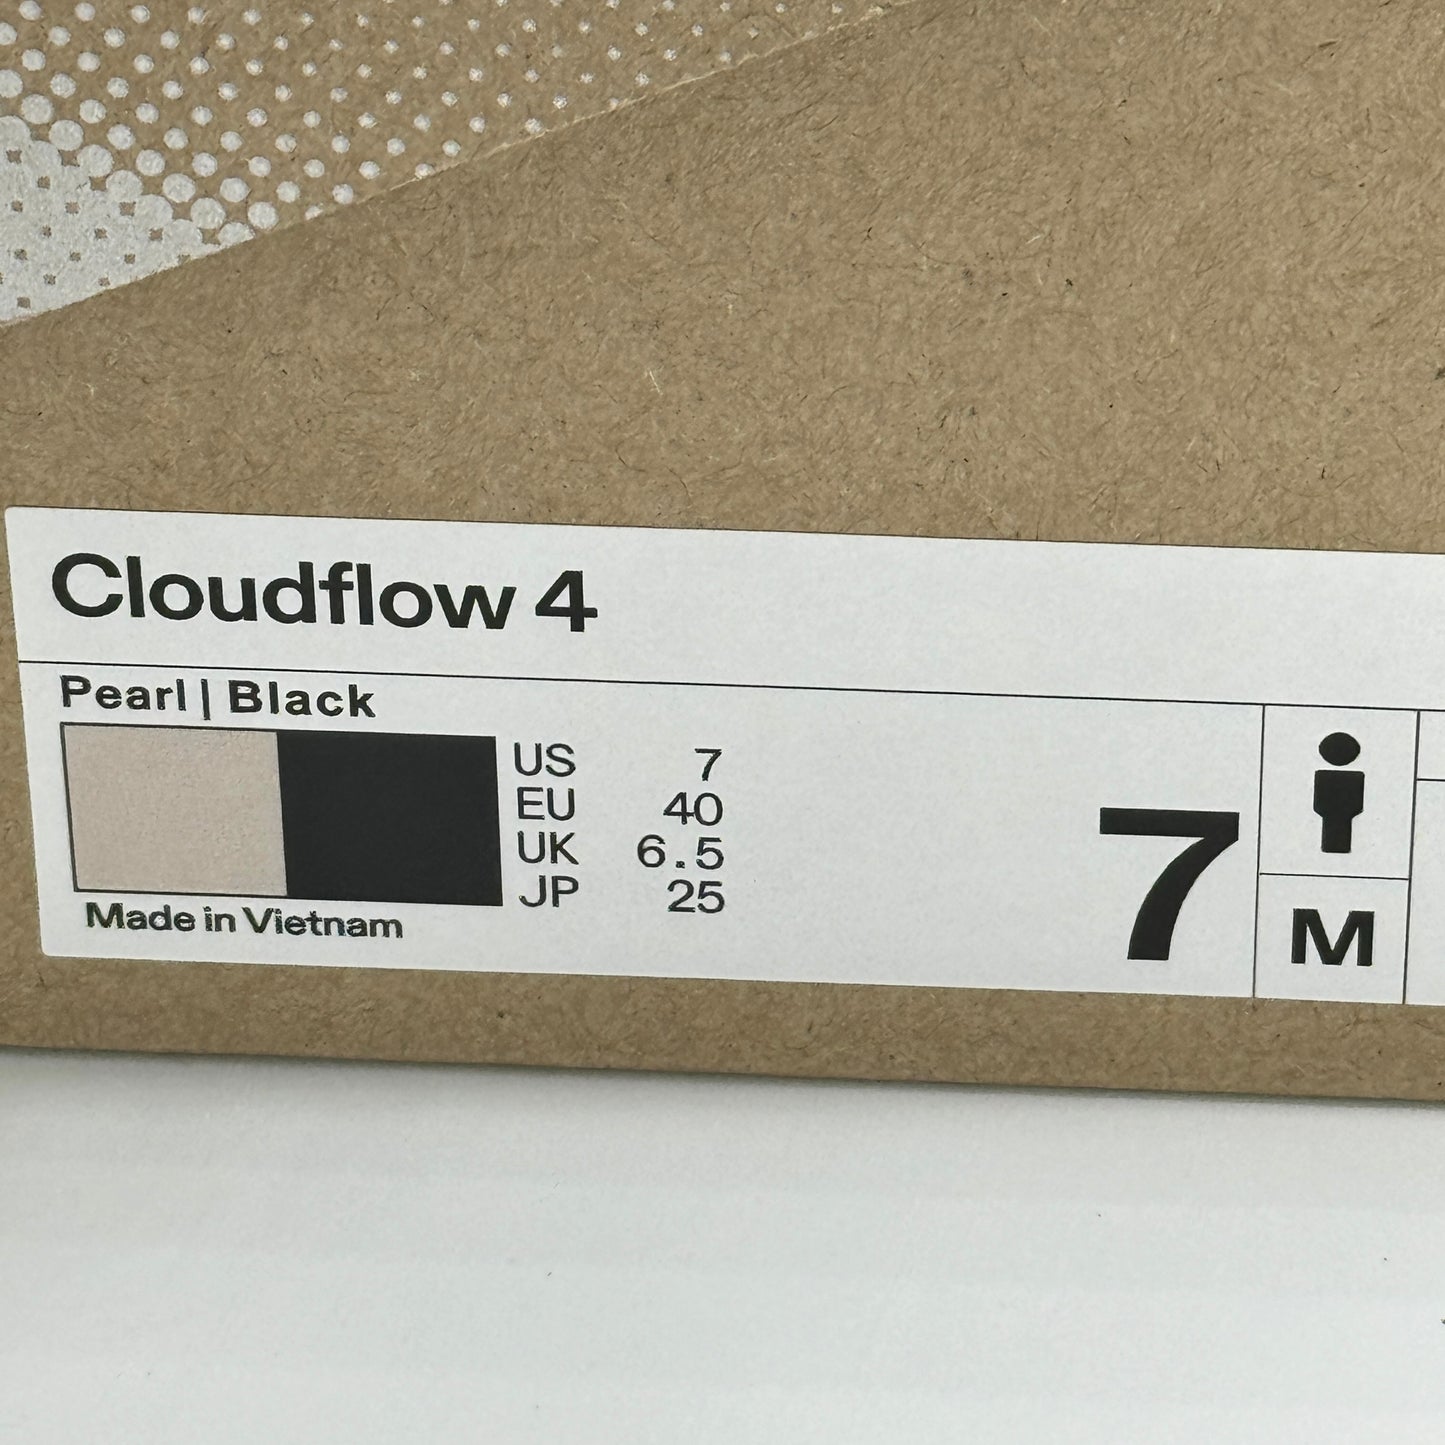 Cloudflow 4
Pearl | Black
US 7
EU 40
UK 6.5
JP 25
7
M
Made in Vietnam